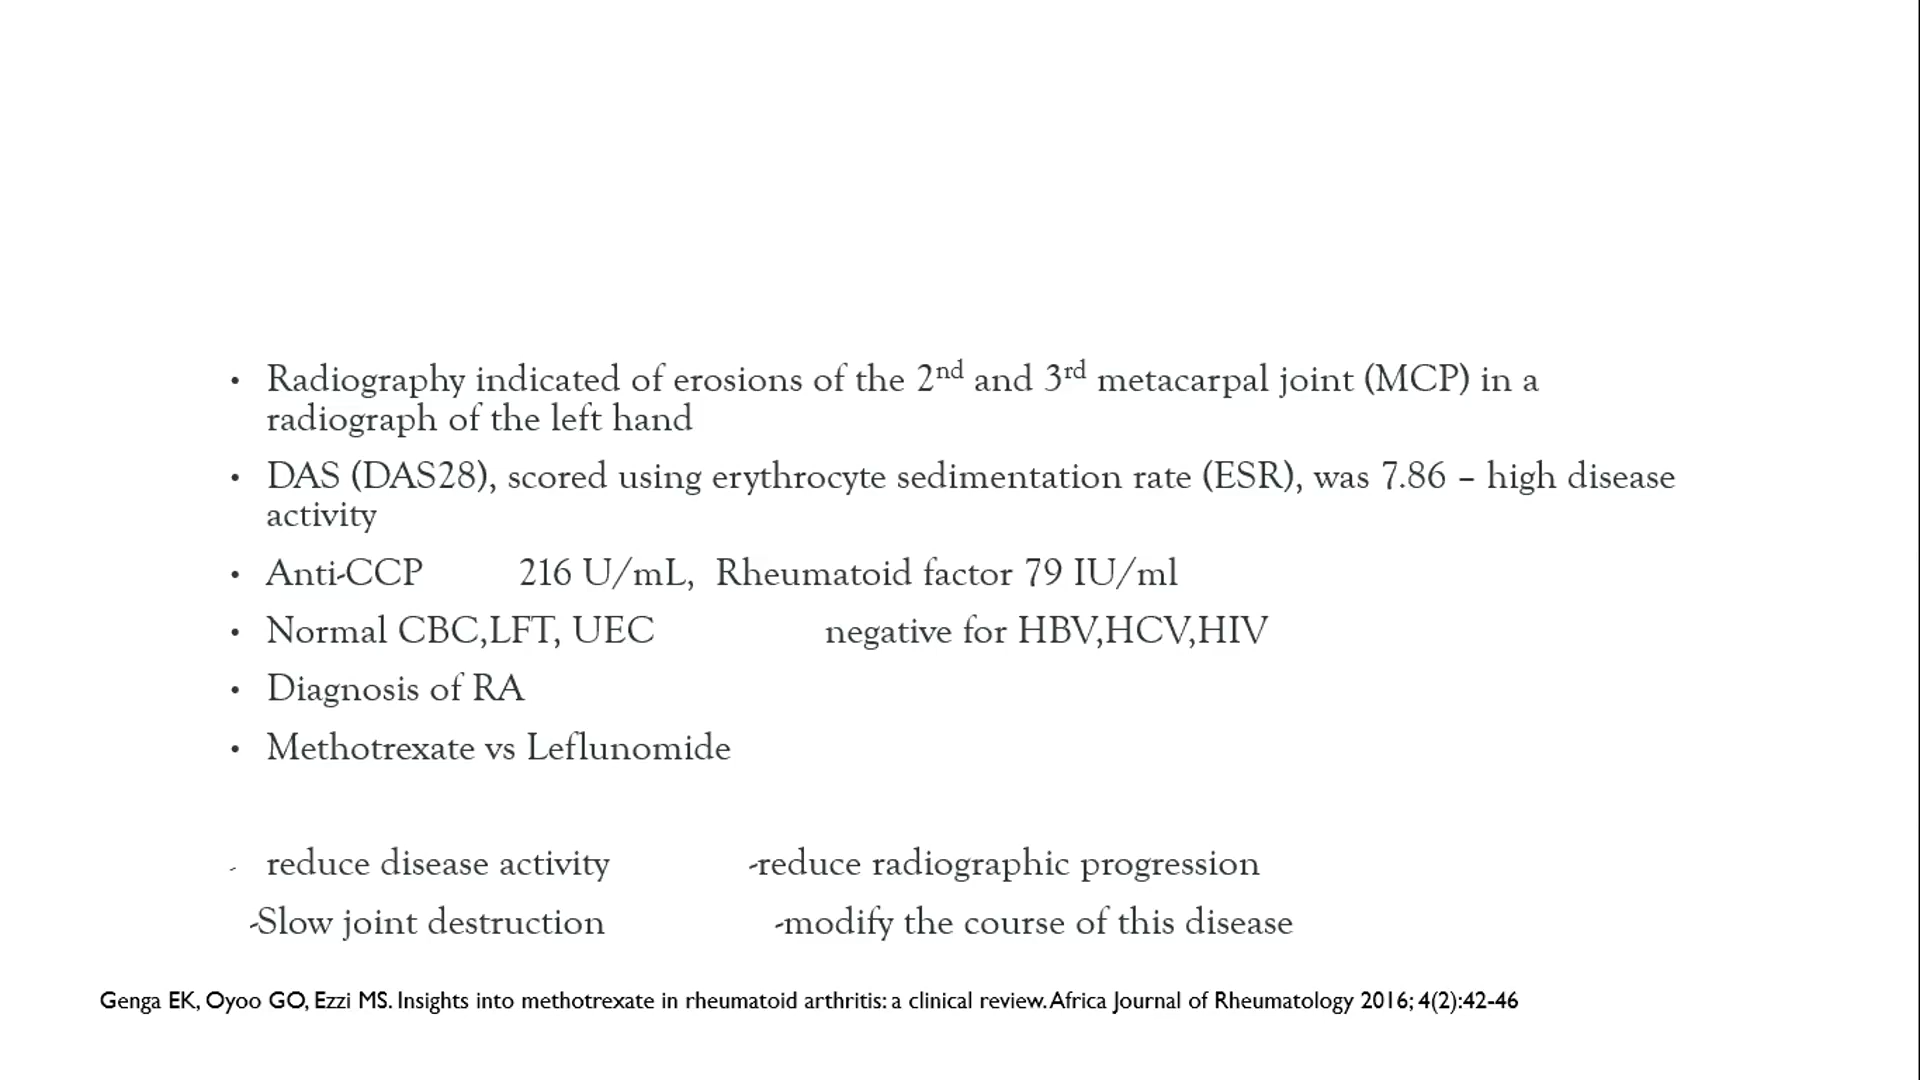 • Radiography indicated of erosions of the 2nd and 3rd metacarpal joint (MCP) in a
radiograph of the left hand
• DAS (DAS28), scored using erythrocyte sedimentation rate (ESR), was 7.86 – high disease
activity
• Anti-CCP 216 U/mL, Rheumatoid factor 79 IU/ml
• Normal CBC,LFT, UEC negative for HBV,HCV,HIV
• Diagnosis of RA
• Methotrexate vs Leflunomide
- reduce disease activity -reduce radiographic progression
-Slow joint destruction -modify the course of this disease
Genga EK, Oyoo GO, Ezzi MS. Insights into methotrexate in rheumatoid arthritis: a clinical review. Africa Journal of Rheumatology 2016; 4(2):42-46